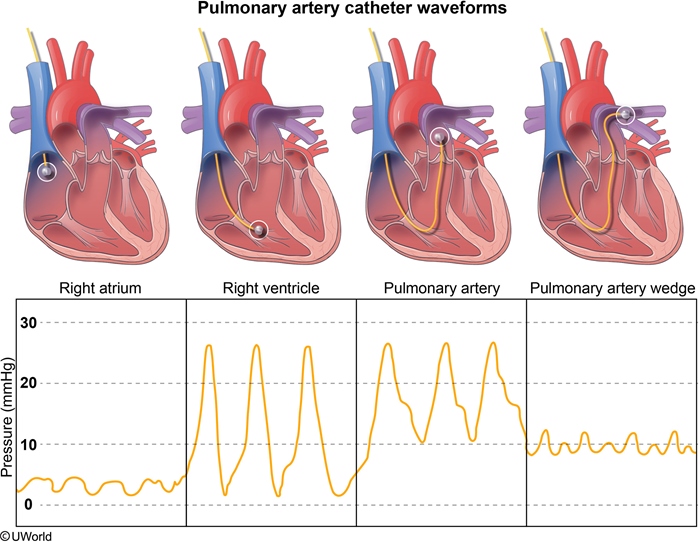 Pulmonary artery catheter waveforms
Right atrium
Right ventricle
Pulmonary artery
Pulmonary artery wedge
Pressure (mmHg)
30
20
10
0
©UWorld